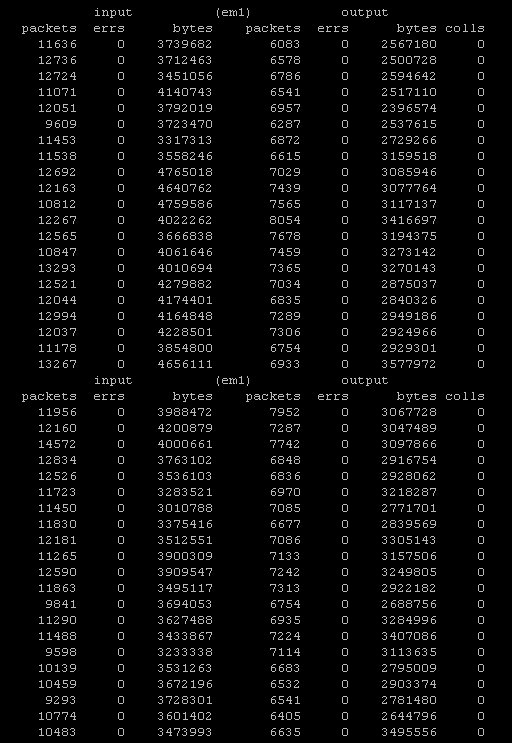 input (em1) output
packets errs bytes packets errs bytes colls
11636 0 3739682 6083 0 2567180 0
12736 0 3712463 6578 0 2500728 0
12724 0 3451056 6786 0 2594642 0
11071 0 4140743 6541 0 2517110 0
12051 0 3792019 6957 0 2396574 0
9609 0 3723470 6287 0 2537615 0
11453 0 3317313 6872 0 2729266 0
11538 0 3558246 6615 0 3159518 0
12692 0 4765018 7029 0 3085946 0
12163 0 4640762 7439 0 3077764 0
10812 0 4759586 7565 0 3117137 0
12267 0 4022262 8054 0 3416697 0
12565 0 3666838 7678 0 3194375 0
10847 0 4061646 7459 0 3273142 0
13293 0 4010694 7365 0 3270143 0
12521 0 4279882 7034 0 2875037 0
12044 0 4174401 6835 0 2840326 0
12994 0 4164848 7289 0 2949186 0
12037 0 4228501 7306 0 2924966 0
11178 0 3854800 6754 0 2929301 0
13267 0 4656111 6933 0 3577972 0
input (em1) output
packets errs bytes packets errs bytes colls
11956 0 3988472 7952 0 3067728 0
12160 0 4200879 7287 0 3047489 0
14572 0 4000661 7742 0 3097866 0
12834 0 3763102 6848 0 2916754 0
12526 0 3536103 6836 0 2928062 0
11723 0 3283521 6970 0 3218287 0
11450 0 3010788 7085 0 2771701 0
11830 0 3375416 6677 0 2839569 0
12181 0 3512551 7086 0 3305143 0
11265 0 3900309 7133 0 3157506 0
12590 0 3909547 7242 0 3249805 0
11863 0 3495117 7313 0 2922182 0
9841 0 3694053 6754 0 2688756 0
11290 0 3627488 6935 0 3284996 0
11488 0 3433867 7224 0 3407086 0
9598 0 3233338 7114 0 3113635 0
10139 0 3531263 6683 0 2795009 0
10459 0 3672196 6532 0 2903374 0
9293 0 3728301 6541 0 2781480 0
10774 0 3601402 6405 0 2644796 0
10483 0 3473993 6635 0 3495556 0